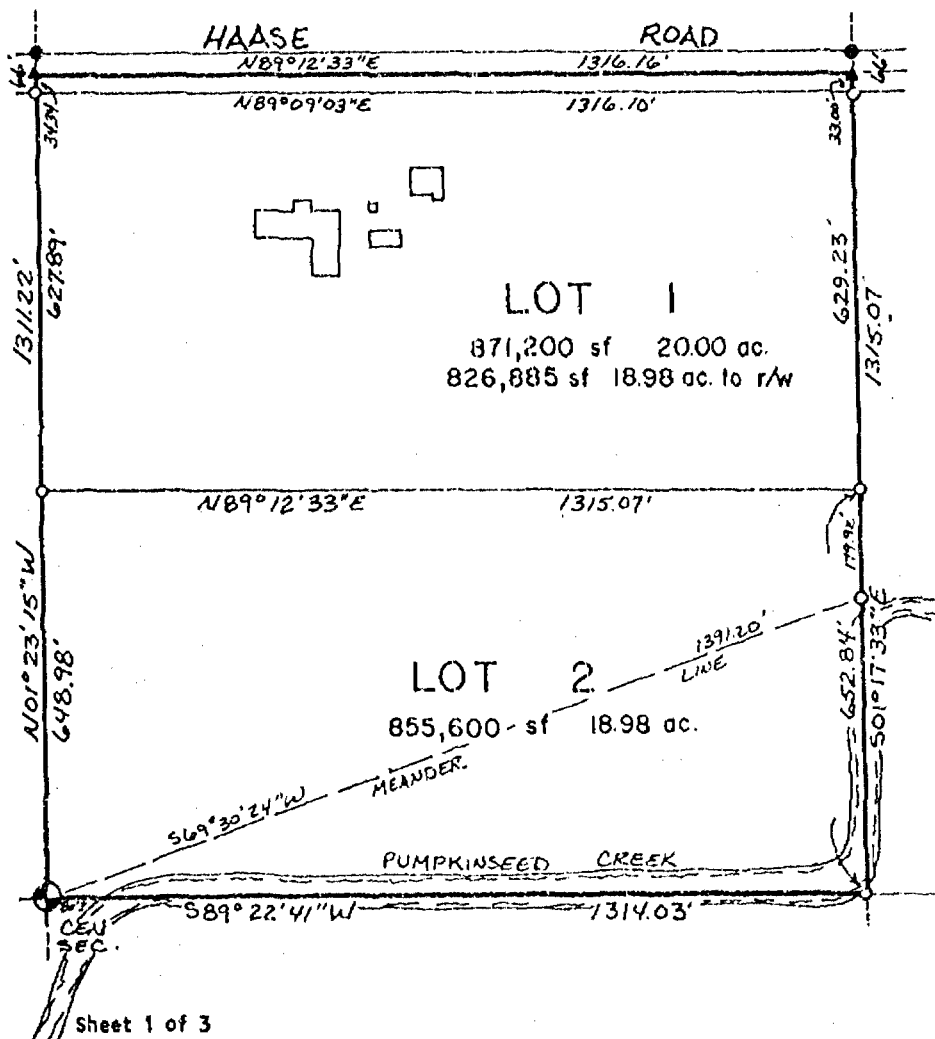 HAASE ROAD
N89°12'33"E 1316.16'
66'
66'
N89°09'03"E 1316.10'
34.34'
33.00'
1311.22'
627.89'
629.23'
1315.07'
LOT 1
871,200 sf 20.00 ac.
826,885 sf 18.98 ac. to r/w
N89°12'33"E 1315.07'
179.92'
N01°23'15"W
648.98'
1391.20'
LINE
652.84'
S01°17'33"E
LOT 2
855,600 sf 18.98 ac.
MEANDER
S69°30'24"W
PUMPKINSEED CREEK
S89°22'41"W 1314.03'
CEN
SEC.
Sheet 1 of 3